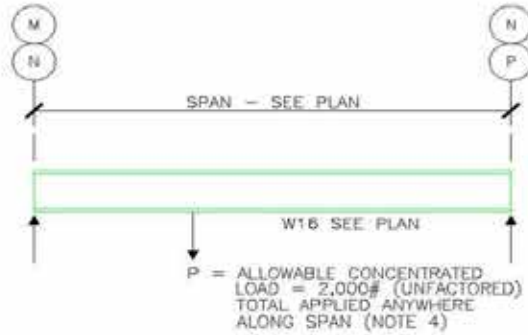 M N
N P
SPAN - SEE PLAN
W16 SEE PLAN
P = ALLOWABLE CONCENTRATED
LOAD = 2,000# (UNFACTORED)
TOTAL APPLIED ANYWHERE
ALONG SPAN (NOTE 4)